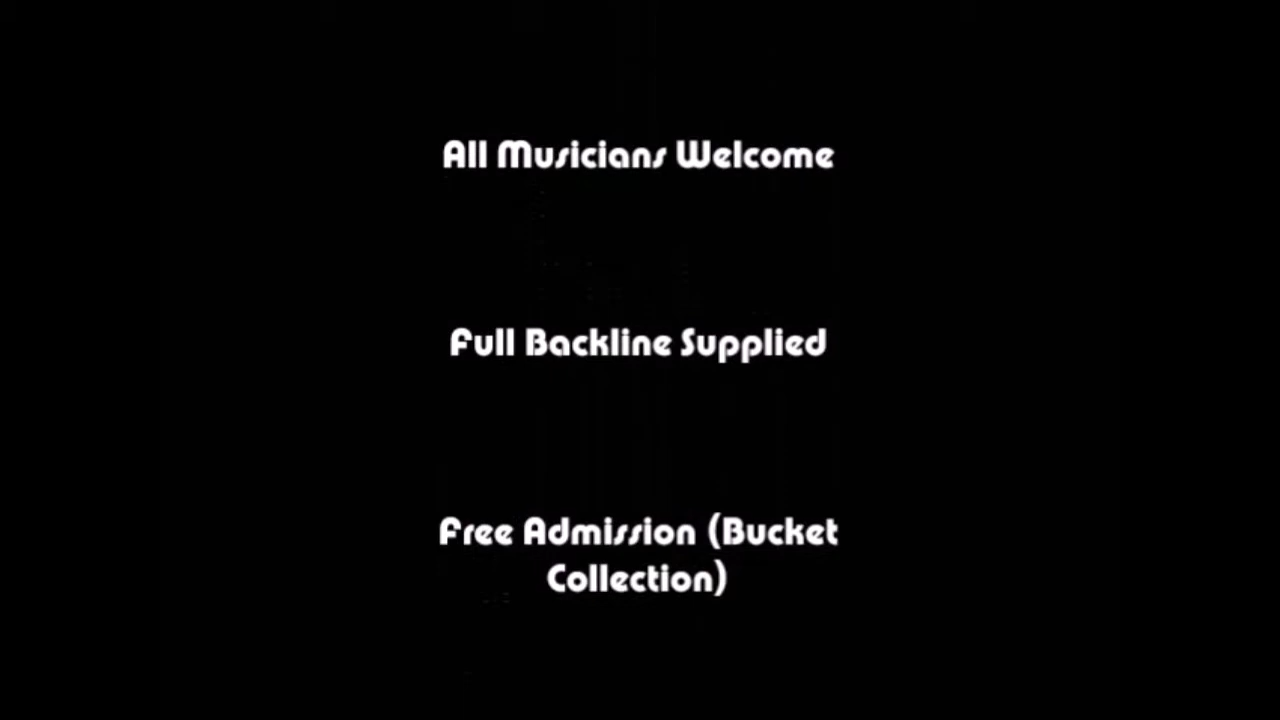 All Musicians Welcome
Full Backline Supplied
Free Admission (Bucket
Collection)